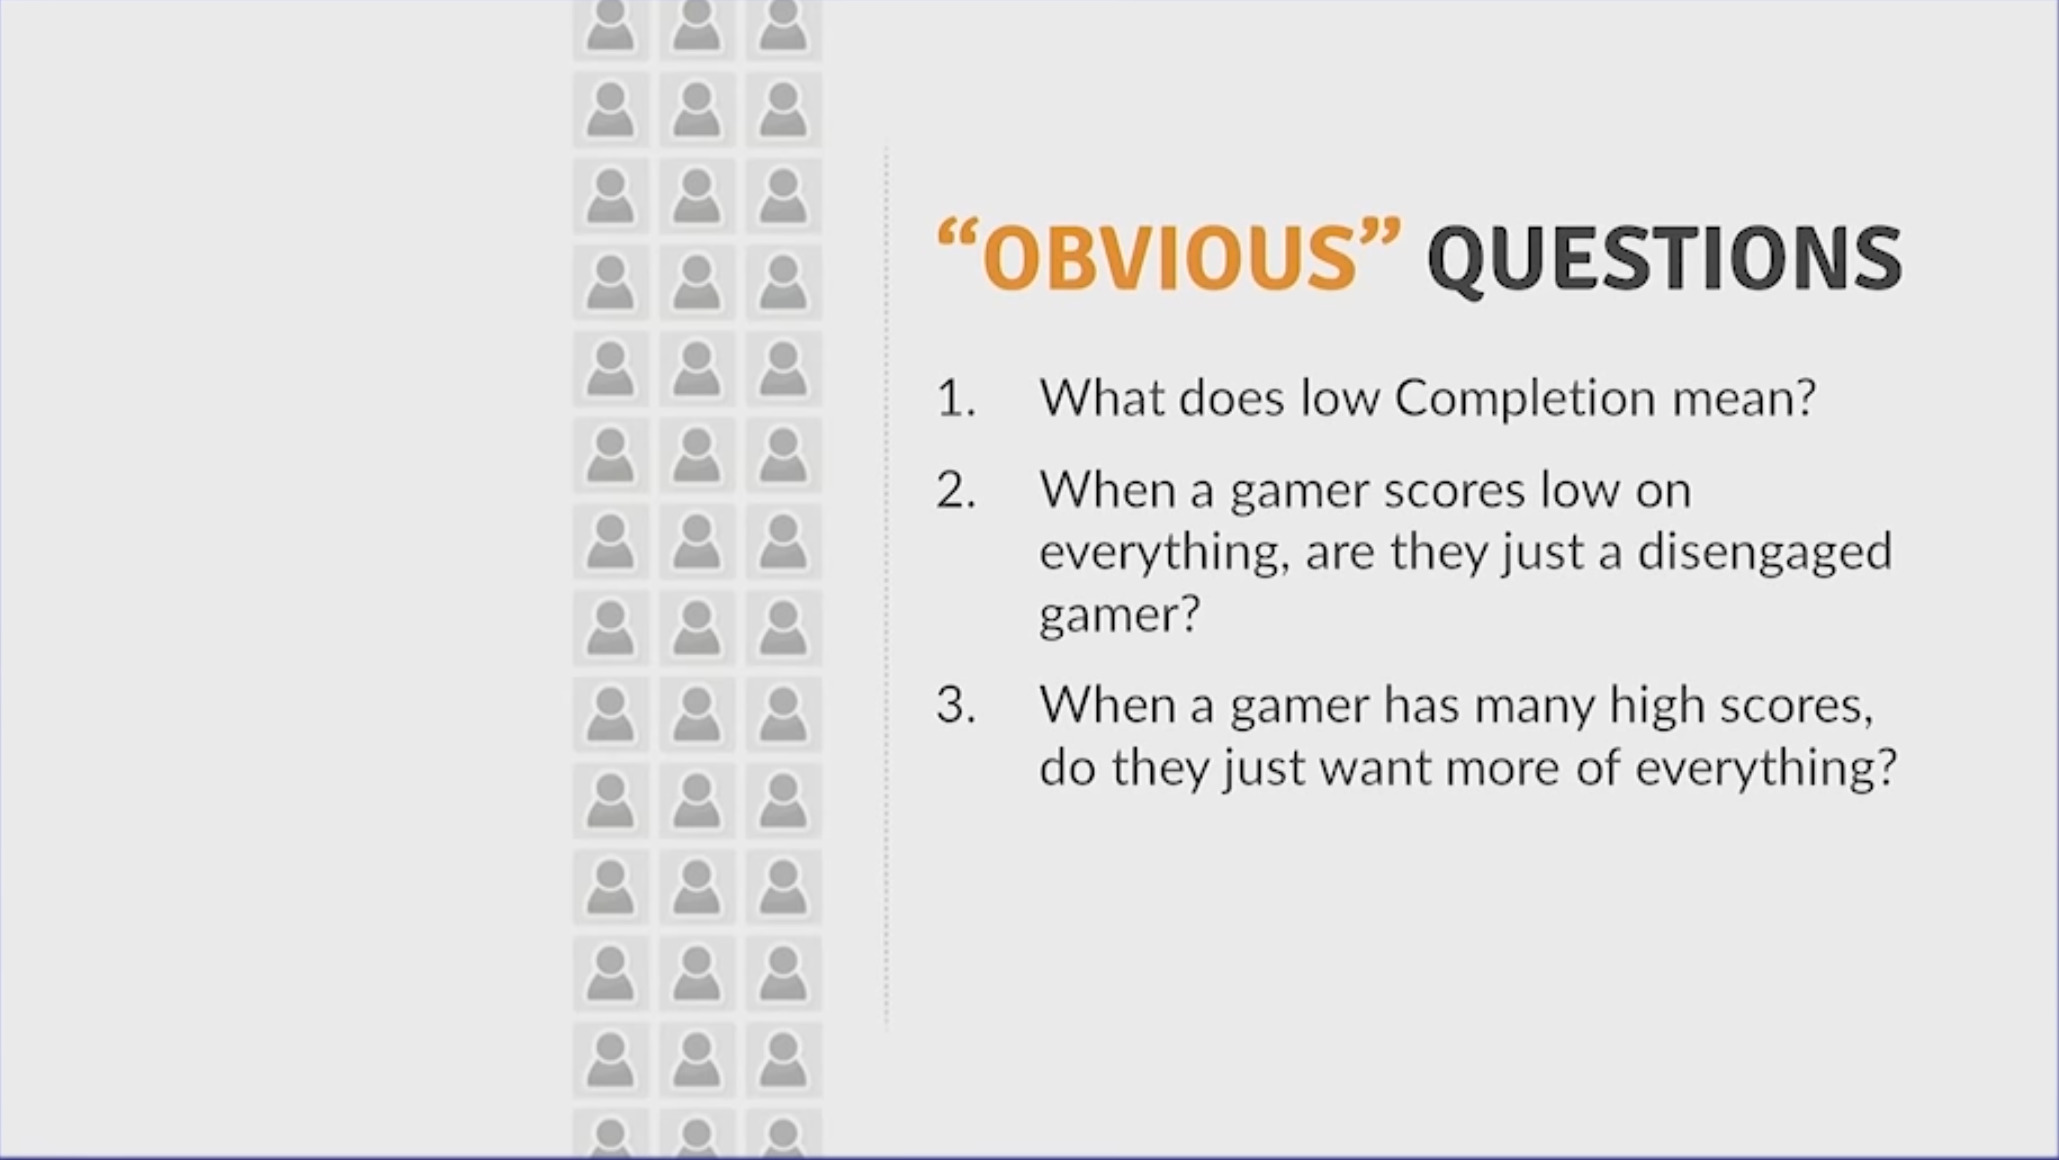 “OBVIOUS” QUESTIONS
1. What does low Completion mean?
2. When a gamer scores low on
everything, are they just a disengaged
gamer?
3. When a gamer has many high scores,
do they just want more of everything?